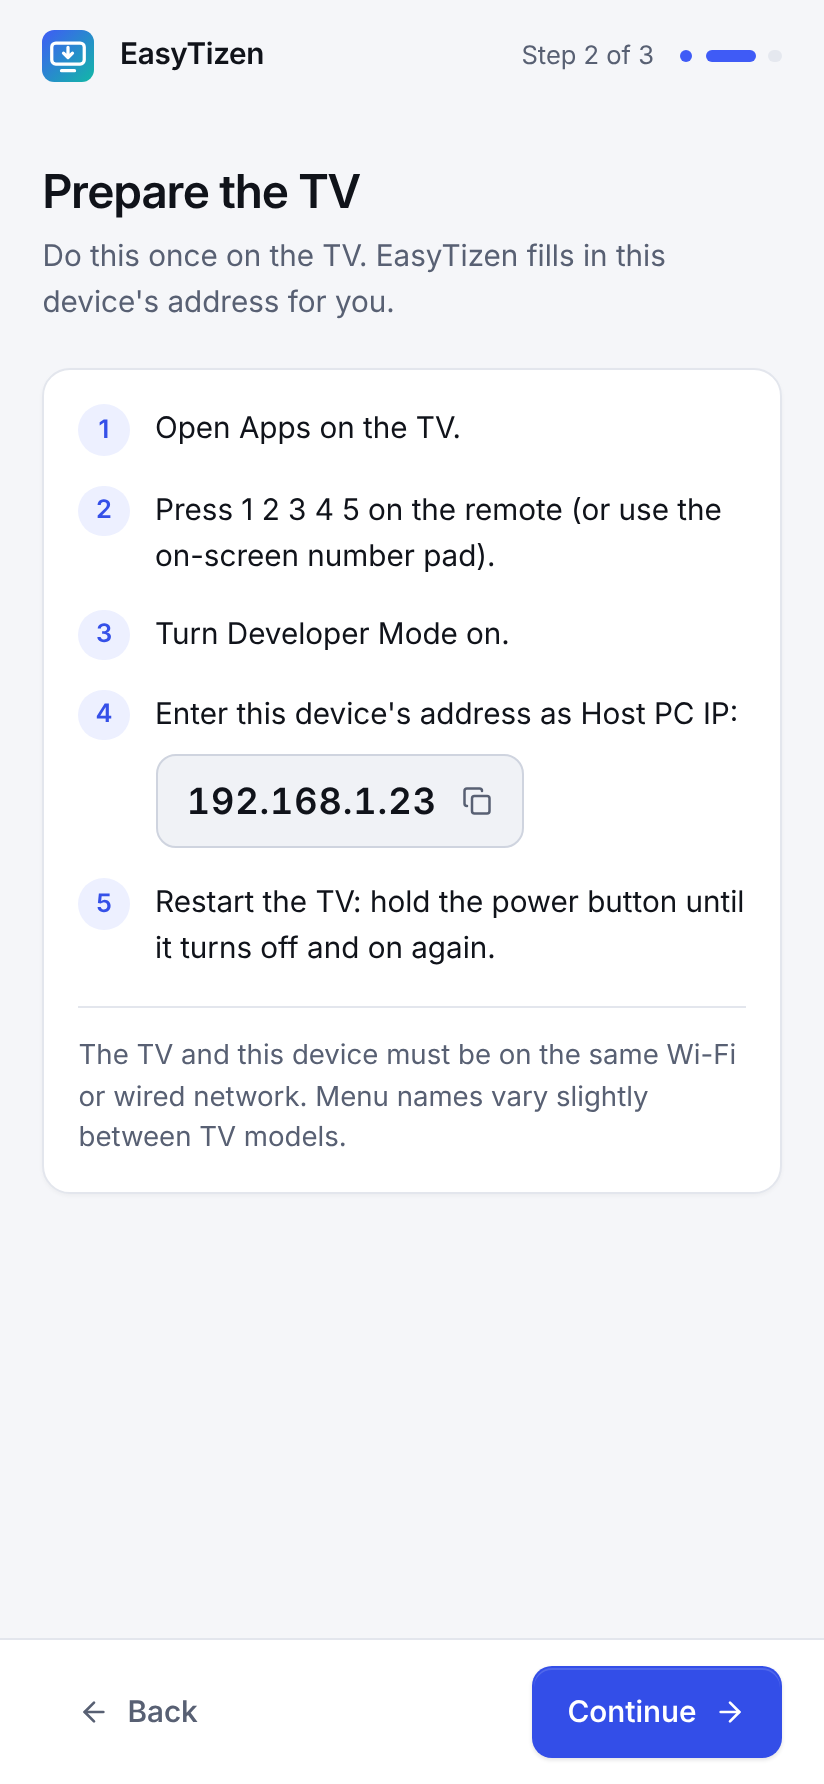 EasyTizen
Step 2 of 3
Prepare the TV
Do this once on the TV. EasyTizen fills in this
device's address for you.
1 Open Apps on the TV.
2 Press 1 2 3 4 5 on the remote (or use the
on-screen number pad).
3 Turn Developer Mode on.
4 Enter this device's address as Host PC IP:
192.168.1.23
5 Restart the TV: hold the power button until
it turns off and on again.
The TV and this device must be on the same Wi-Fi
or wired network. Menu names vary slightly
between TV models.
Back
Continue